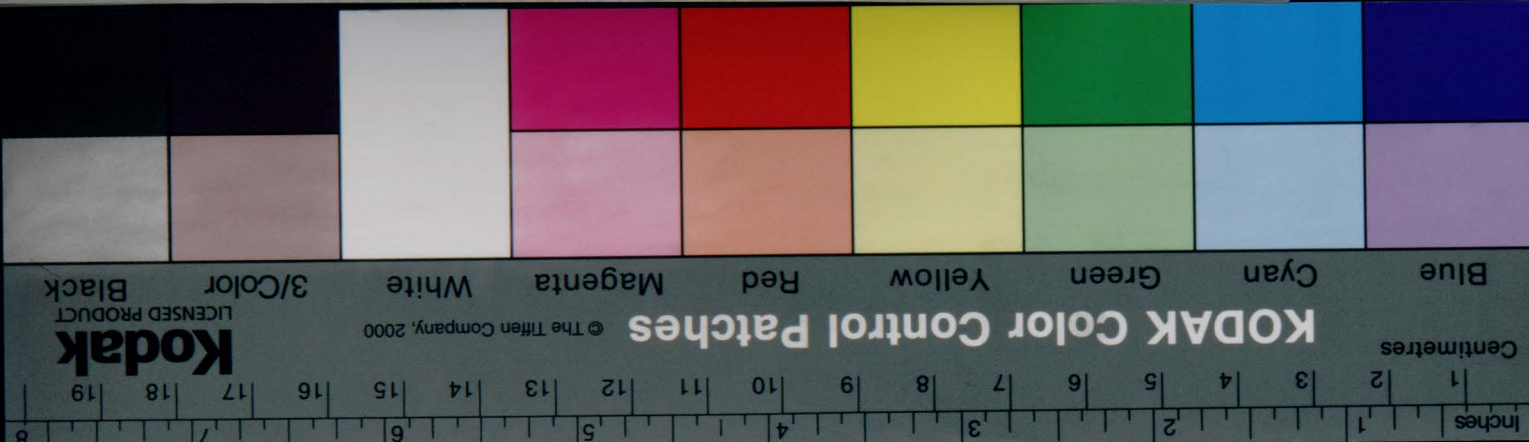 Inches 1 2 3 4 5 6 7 8
Centimetres 1 2 3 4 5 6 7 8 9 10 11 12 13 14 15 16 17 18 19
KODAK Color Control Patches © The Tiffen Company, 2000 Kodak
LICENSED PRODUCT
Blue Cyan Green Yellow Red Magenta White 3/Color Black